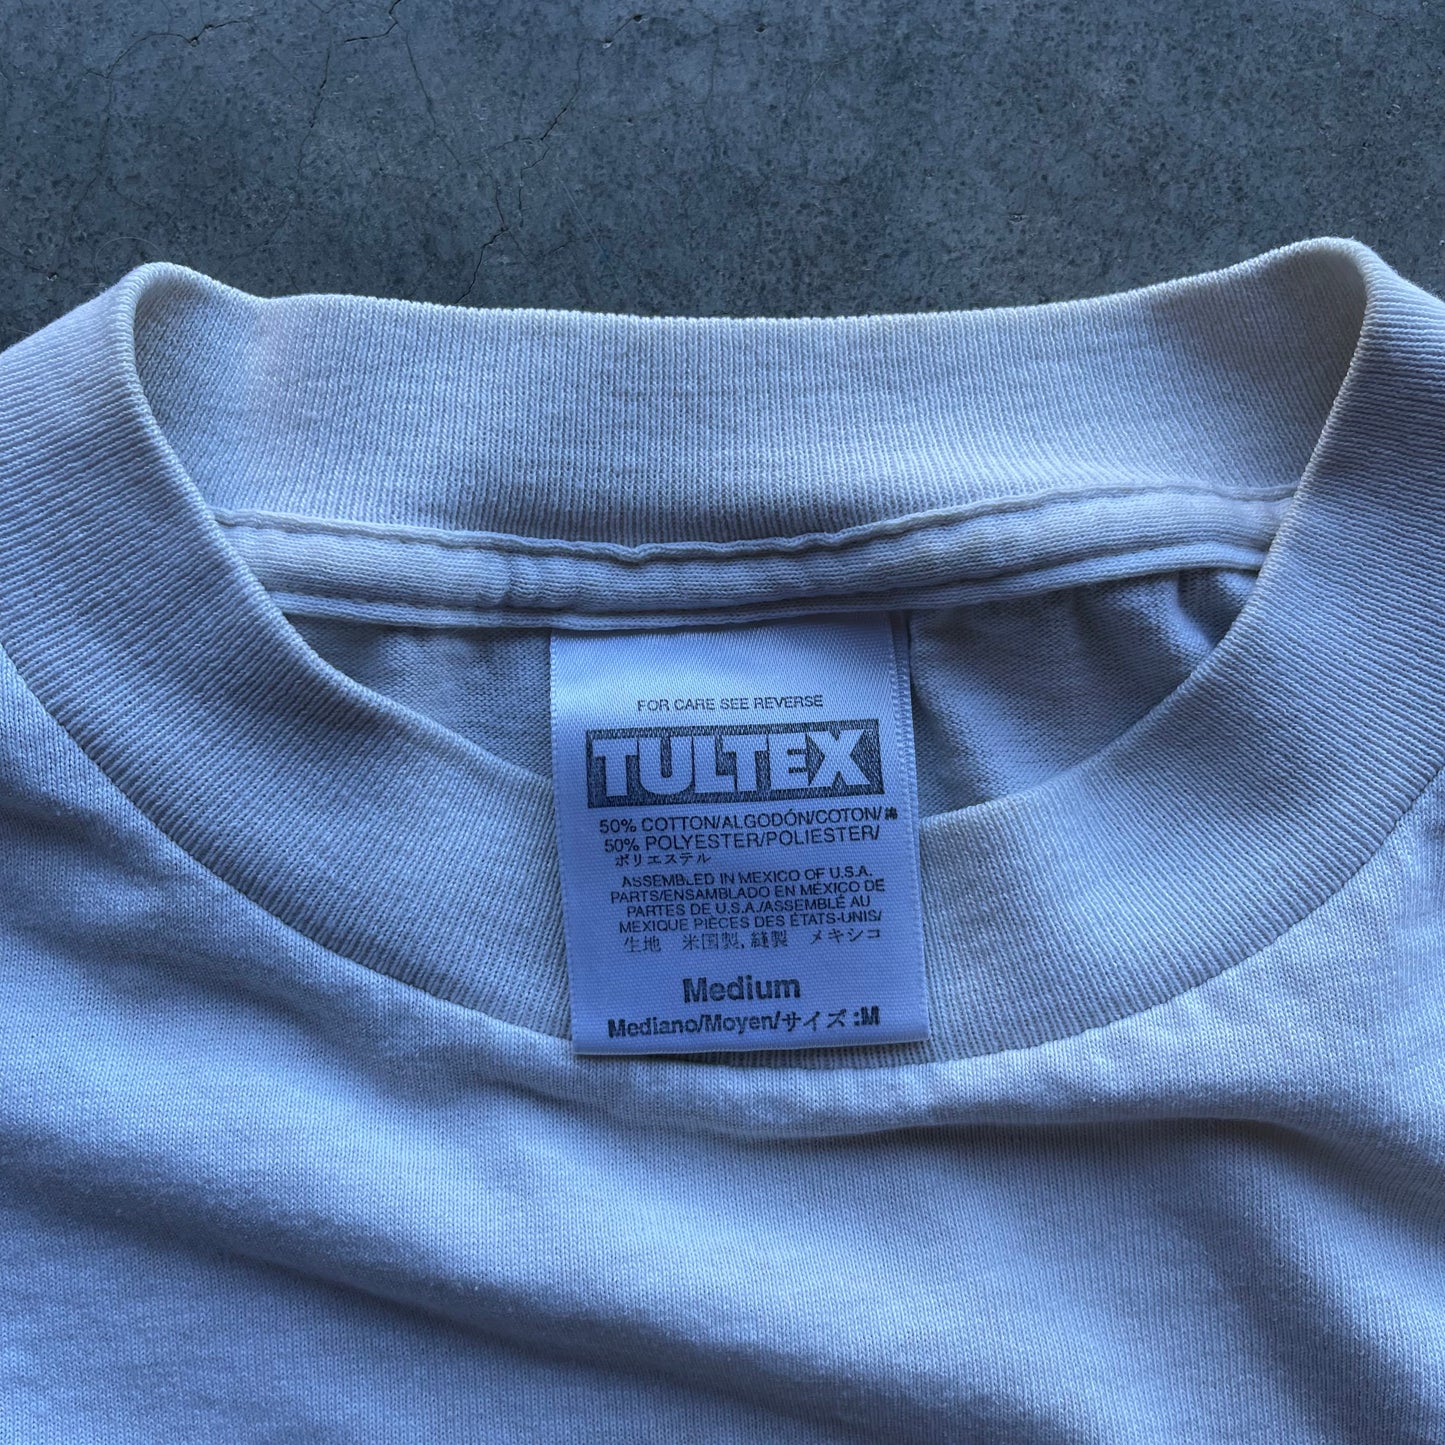 FOR CARE SEE REVERSE
TULTEX
50% COTTON/ALGODÓN/COTON/綿
50% POLYESTER/POLIESTER/
ポリエステル
ASSEMBLED IN MEXICO OF U.S.A.
PARTS/ENSAMBLADO EN MÉXICO DE
PARTES DE U.S.A./ASSEMBLÉ AU
MEXIQUE PIÈCES DES ÉTATS-UNIS/
生地 米国製, 縫製 メキシコ
Medium
Mediano/Moyen/サイズ :M